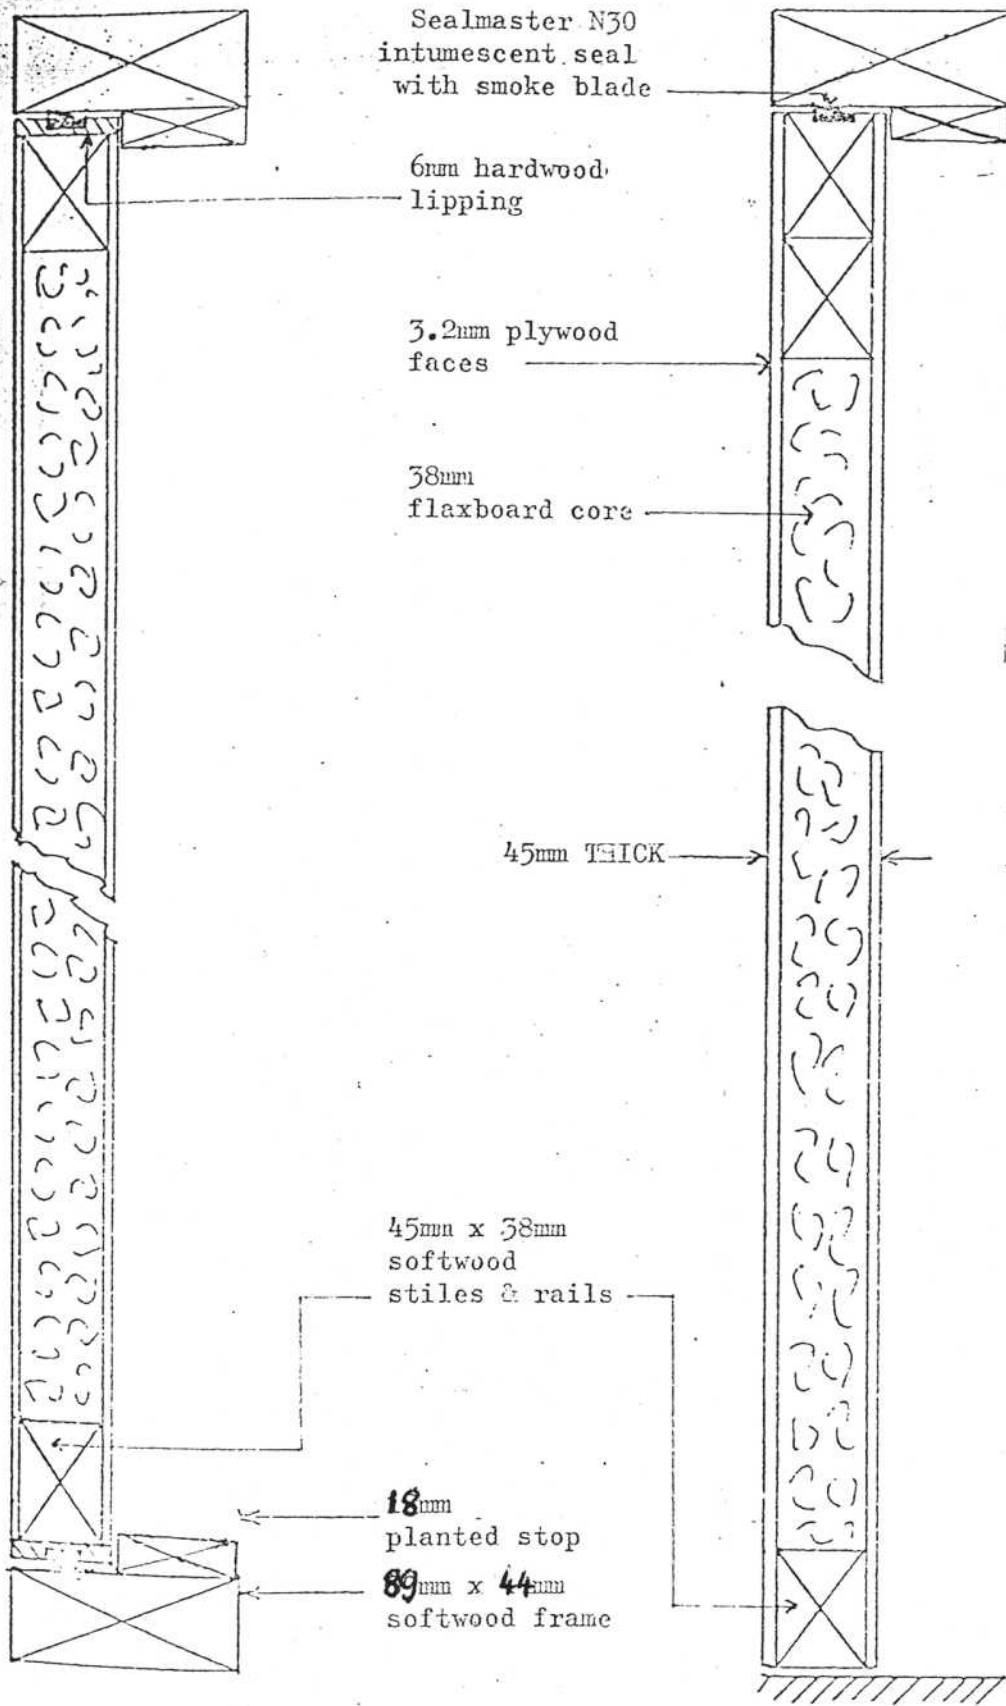 Sealmaster N30
intumescent seal
with smoke blade
6mm hardwood
lipping
3.2mm plywood
faces
38mm
flaxboard core
45mm THICK
45mm x 38mm
softwood
stiles & rails
18mm
planted stop
89mm x 44mm
softwood frame